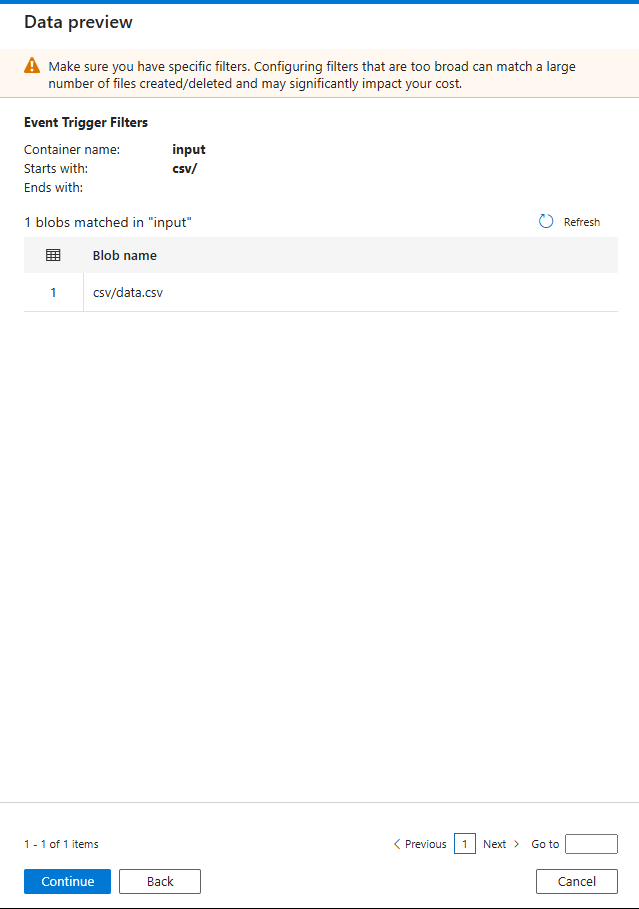 Data preview
Make sure you have specific filters. Configuring filters that are too broad can match a large
number of files created/deleted and may significantly impact your cost.
Event Trigger Filters
Container name: input
Starts with: csv/
Ends with:
1 blobs matched in "input"
Refresh
Blob name
1 csv/data.csv
1 - 1 of 1 items
Previous 1 Next Go to
Continue Back Cancel